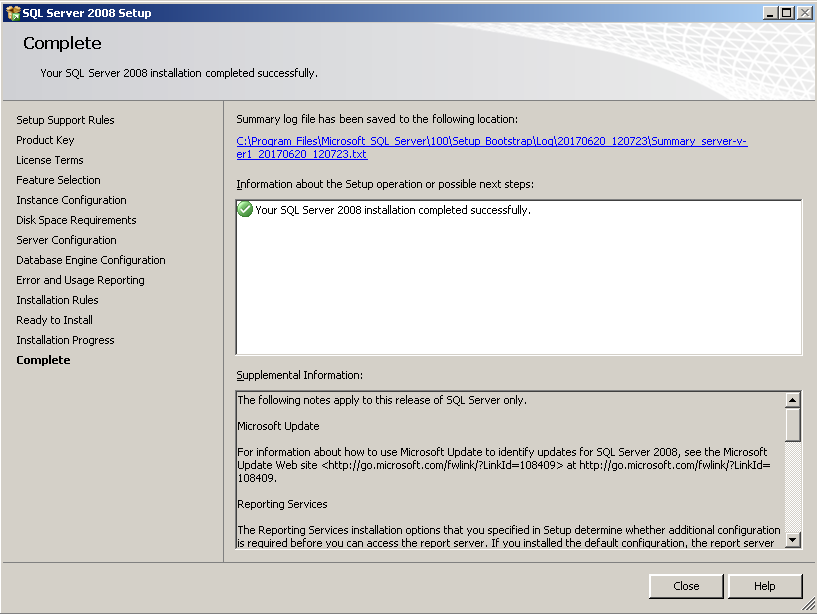 SQL Server 2008 Setup
Complete
Your SQL Server 2008 installation completed successfully.
Setup Support Rules
Product Key
License Terms
Feature Selection
Instance Configuration
Disk Space Requirements
Server Configuration
Database Engine Configuration
Error and Usage Reporting
Installation Rules
Ready to Install
Installation Progress
Complete
Summary log file has been saved to the following location:
C:\Program Files\Microsoft SQL Server\100\Setup Bootstrap\Log\20170620_120723\Summary_server-v-
er1_20170620_120723.txt
Information about the Setup operation or possible next steps:
Your SQL Server 2008 installation completed successfully.
Supplemental Information:
The following notes apply to this release of SQL Server only.
Microsoft Update
For information about how to use Microsoft Update to identify updates for SQL Server 2008, see the Microsoft
Update Web site <http://go.microsoft.com/fwlink/?LinkId=108409> at http://go.microsoft.com/fwlink/?LinkId=
108409.
Reporting Services
The Reporting Services installation options that you specified in Setup determine whether additional configuration
is required before you can access the report server. If you installed the default configuration, the report server
Close
Help